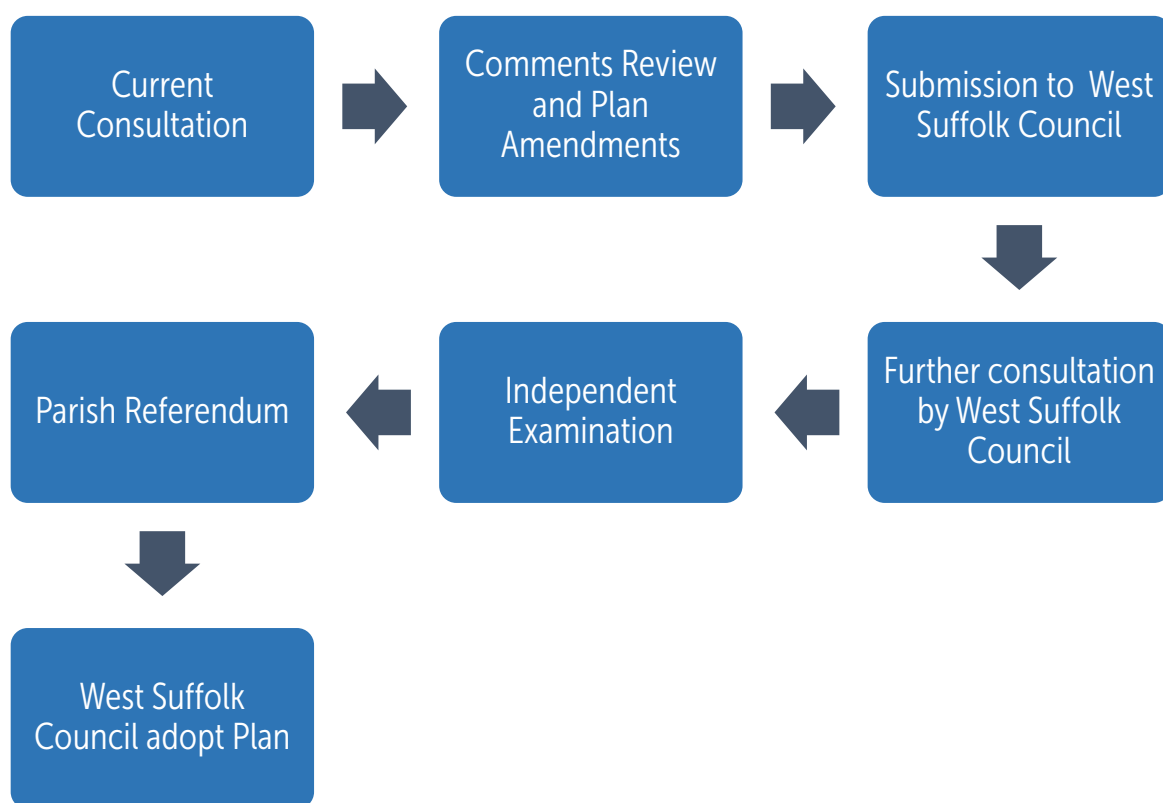 Current
Consultation
Comments Review
and Plan
Amendments
Submission to West
Suffolk Council
Further consultation
by West Suffolk
Council
Independent
Examination
Parish Referendum
West Suffolk
Council adopt Plan